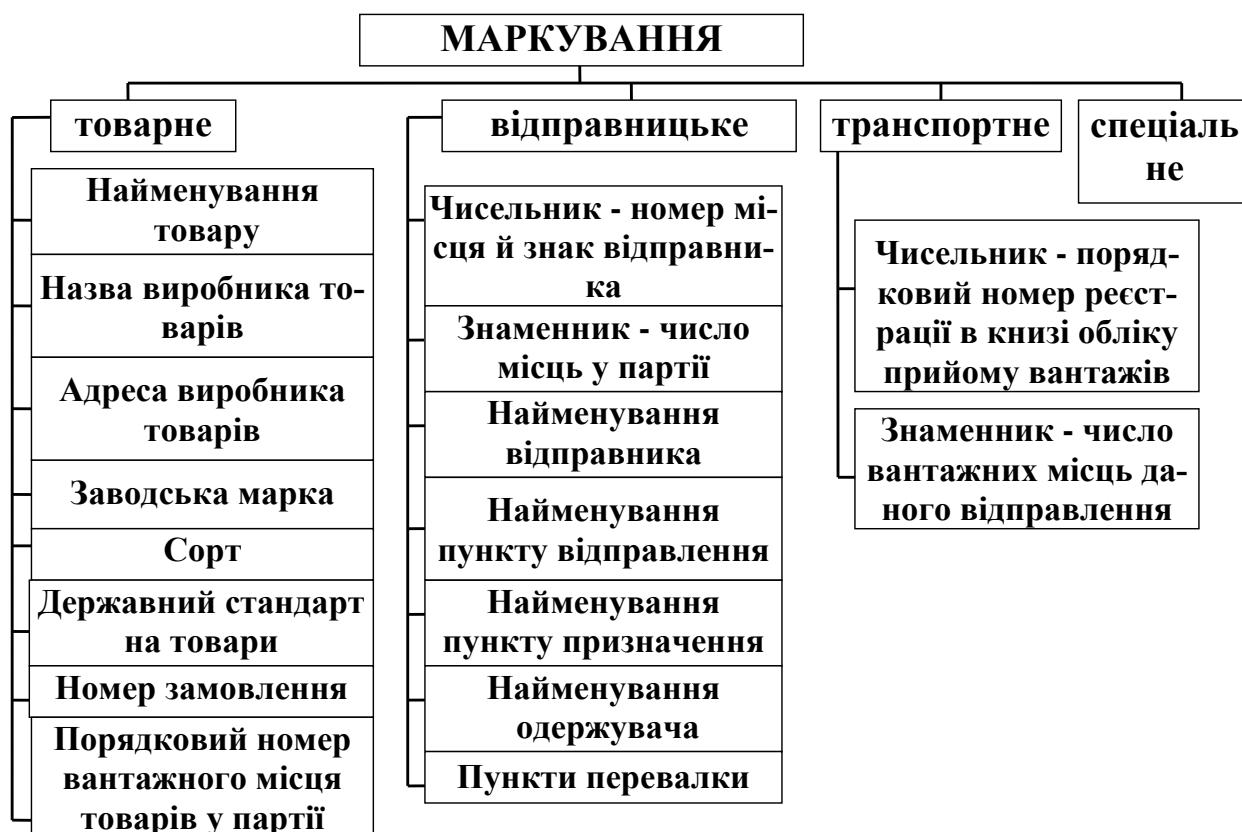 МАРКУВАННЯ
товарне
Найменування
товару
Назва виробника то-
варів
Адреса виробника
товарів
Заводська марка
Сорт
Державний стандарт
на товари
Номер замовлення
Порядковий номер
вантажного місця
товарів у партії
відправницьке
Чисельник - номер мі-
сця й знак відправни-
ка
Знаменник - число
місць у партії
Найменування
відправника
Найменування
пункту відправлення
Найменування
пункту призначення
Найменування
одержувача
Пункти перевалки
транспортне
Чисельник - поряд-
ковий номер реєст-
рації в книзі обліку
прийому вантажів
Знаменник - число
вантажних місць да-
ного відправлення
спеціаль
не